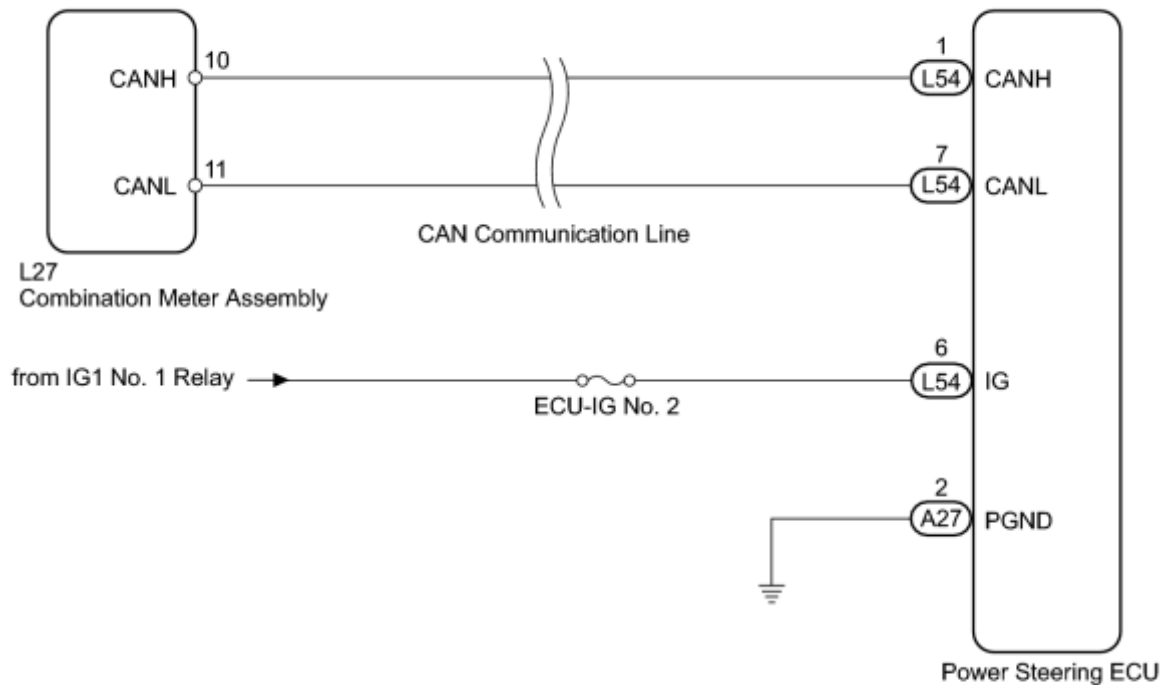 CANH
10
1
L54
CANH
CANL
11
7
L54
CANL
CAN Communication Line
L27
Combination Meter Assembly
from IG1 No. 1 Relay
ECU-IG No. 2
6
L54
IG
2
A27
PGND
Power Steering ECU